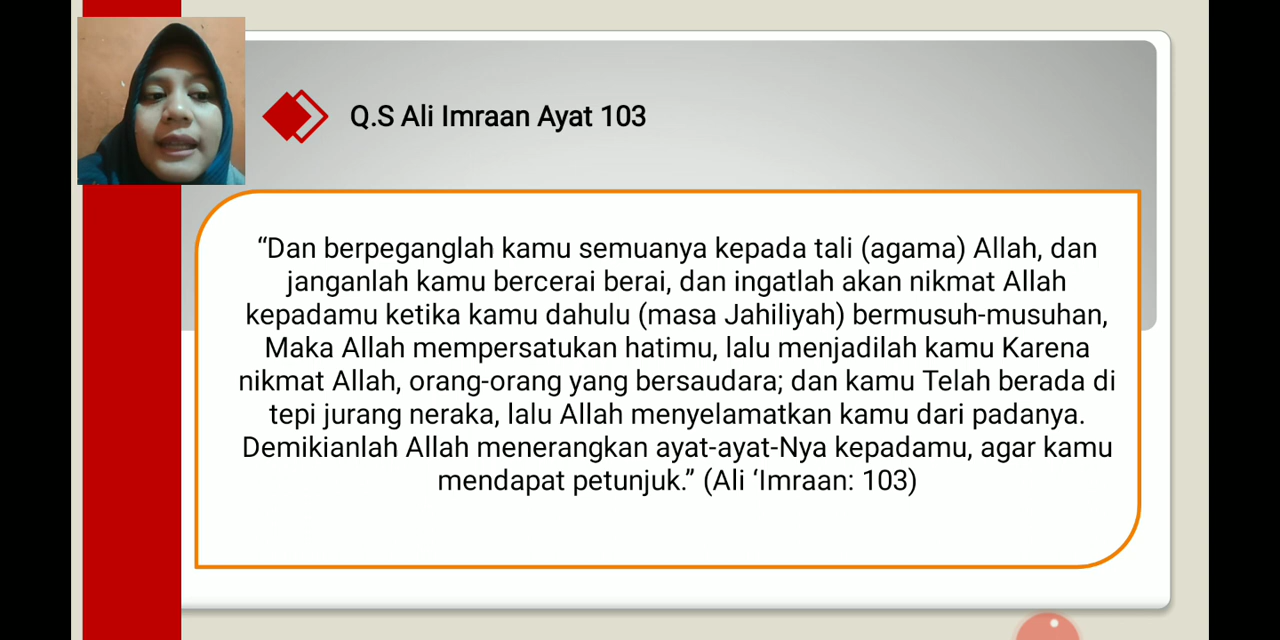 Q.S Ali Imraan Ayat 103
“Dan berpeganglah kamu semuanya kepada tali (agama) Allah, dan
janganlah kamu bercerai berai, dan ingatlah akan nikmat Allah
kepadamu ketika kamu dahulu (masa Jahiliyah) bermusuh-musuhan,
Maka Allah mempersatukan hatimu, lalu menjadilah kamu Karena
nikmat Allah, orang-orang yang bersaudara; dan kamu Telah berada di
tepi jurang neraka, lalu Allah menyelamatkan kamu dari padanya.
Demikianlah Allah menerangkan ayat-ayat-Nya kepadamu, agar kamu
mendapat petunjuk.” (Ali ‘Imraan: 103)